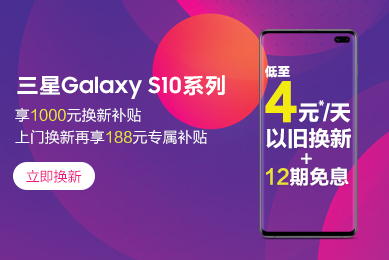 三星Galaxy S10系列
享1000元换新补贴
上门换新再享188元专属补贴
立即换新
低至
4元*/天
以旧换新
+
12期免息